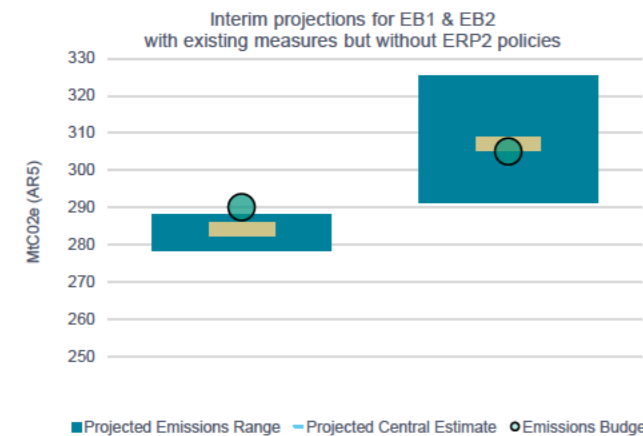 Interim projections for EB1 & EB2
with existing measures but without ERP2 policies
MtC02e (AR5)
330
320
310
300
290
280
270
260
250
Projected Emissions Range Projected Central Estimate Emissions Budge